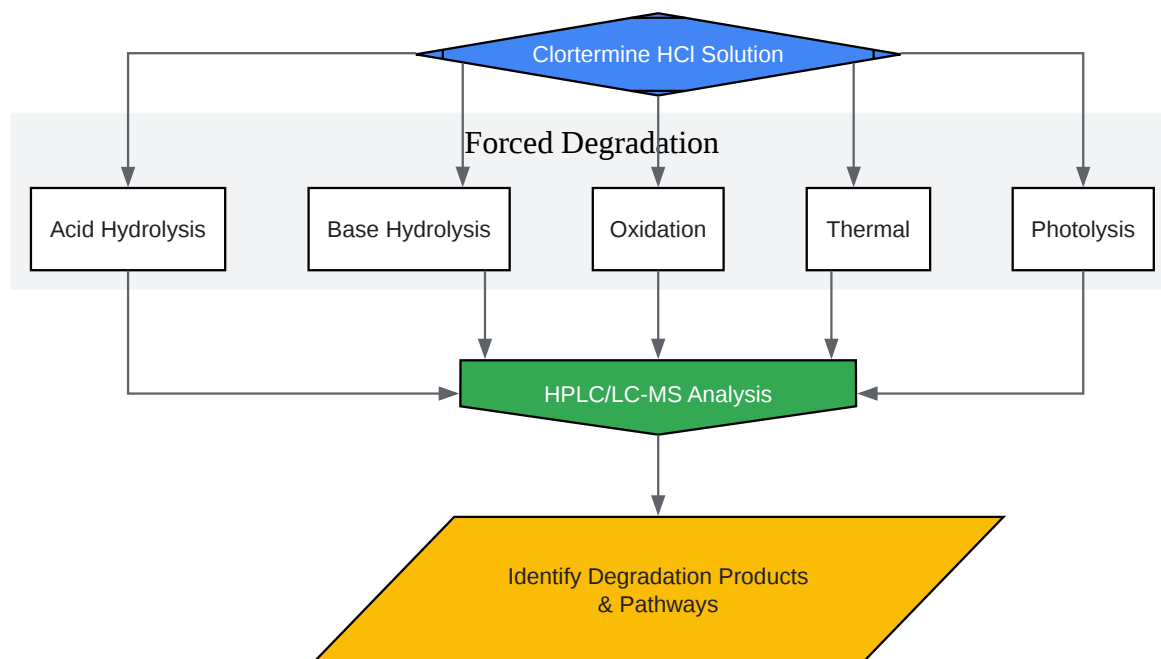 Clortermine HCl Solution
Forced Degradation
Acid Hydrolysis
Base Hydrolysis
Oxidation
Thermal
Photolysis
HPLC/LC-MS Analysis
Identify Degradation Products
& Pathways